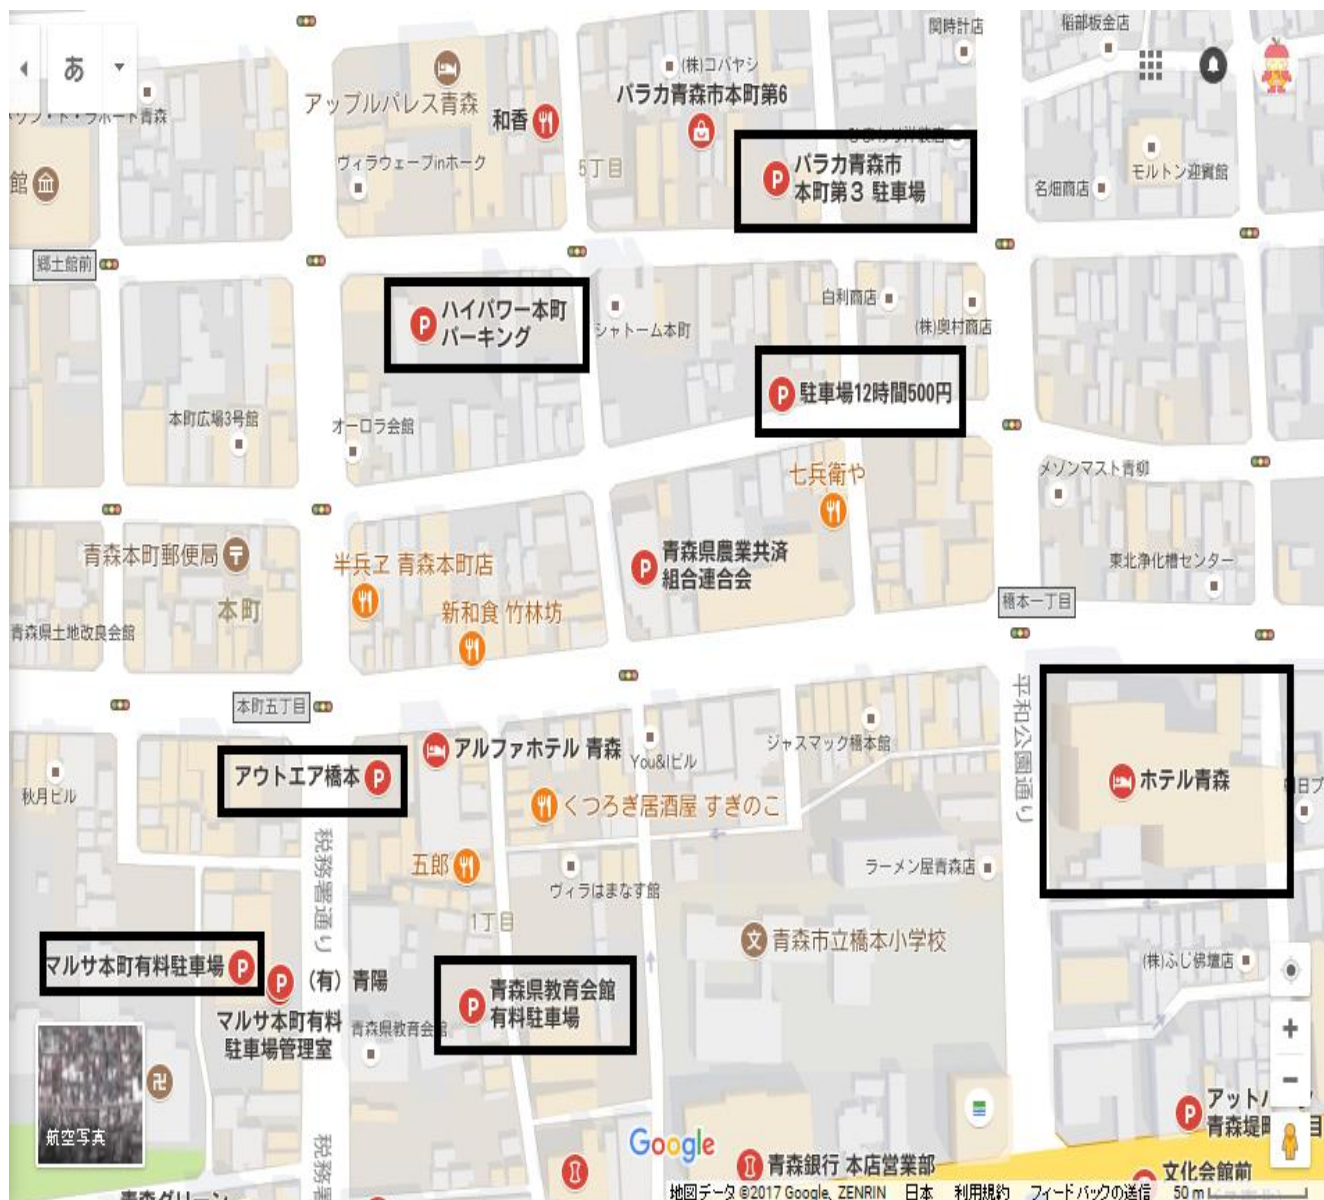 関時計店
稲部板金店
あ
(株)コバヤシ
アップルパレス青森
パラカ青森市本町第6
和香
ヴィラウェーブinホーク
5丁目
パラカ青森市
本町第3 駐車場
モルトン迎賓館
名畑商店
館
郷土館前
ハイパワー本町
パーキング
シャトーム本町
白利商店
(株)奥村商店
駐車場12時間500円
本町広場3号館
オーロラ会館
七兵衛や
メゾンマスト青柳
青森本町郵便局
半兵ヱ 青森本町店
青森県農業共済
組合連合会
東北浄化槽センター
本町
新和食 竹林坊
橋本一丁目
青森県土地改良会館
本町五丁目
平和公園通り
アルファホテル 青森
You&Iビル
ジャスマック橋本館
アウトエア橋本
ホテル青森
秋月ビル
くつろぎ居酒屋 すぎのこ
税務署通り
五郎
ヴィラはまなす館
ラーメン屋青森店
1丁目
青森市立橋本小学校
マルサ本町有料駐車場
(有) 青陽
(株)ふじ佛壇店
青森県教育会館
有料駐車場
マルサ本町有料
駐車場管理室
青森県教育会館
航空写真
税務署
Google
青森銀行 本店営業部
文化会館前
青森グリーン
地図データ ©2017 Google, ZENRIN 日本 利用規約 フィードバックの送信 50 m